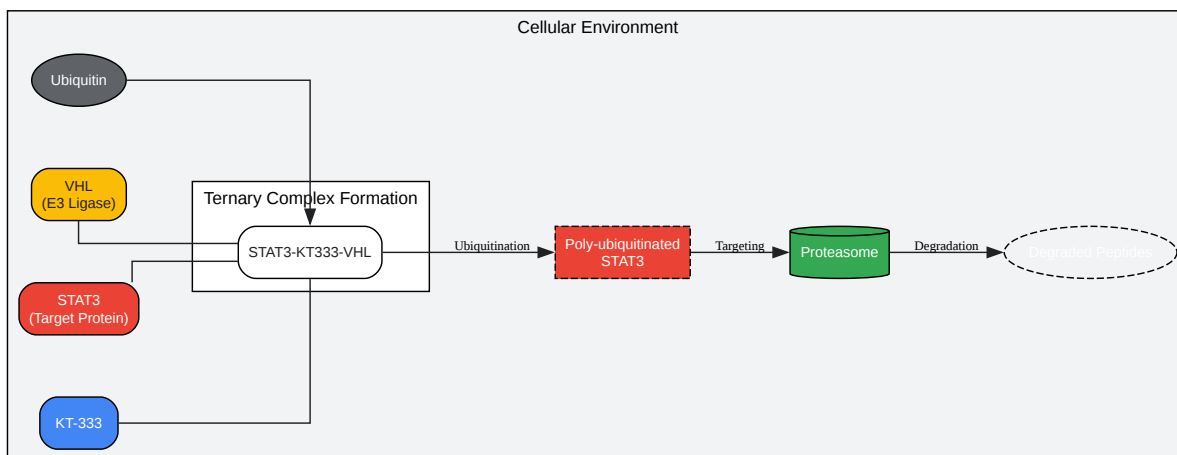 Cellular Environment
Ubiquitin
VHL
(E3 Ligase)
Ternary Complex Formation
STAT3-KT333-VHL
Ubiquitination
Poly-ubiquitinated
STAT3
Targeting
Proteasome
Degradation
Degraded Peptides
STAT3
(Target Protein)
KT-333